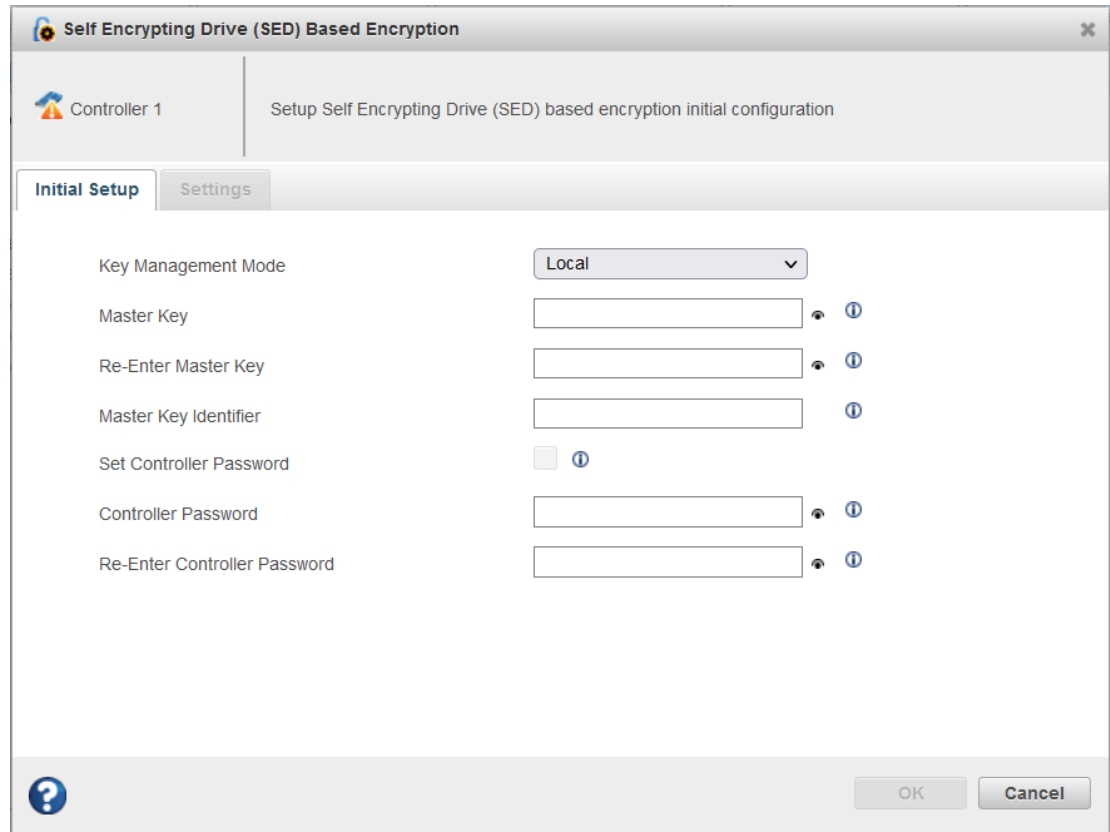 Self Encrypting Drive (SED) Based Encryption
Controller 1
Setup Self Encrypting Drive (SED) based encryption initial configuration
Initial Setup
Settings
Key Management Mode
Local
Master Key
Re-Enter Master Key
Master Key Identifier
Set Controller Password
Controller Password
Re-Enter Controller Password
OK
Cancel